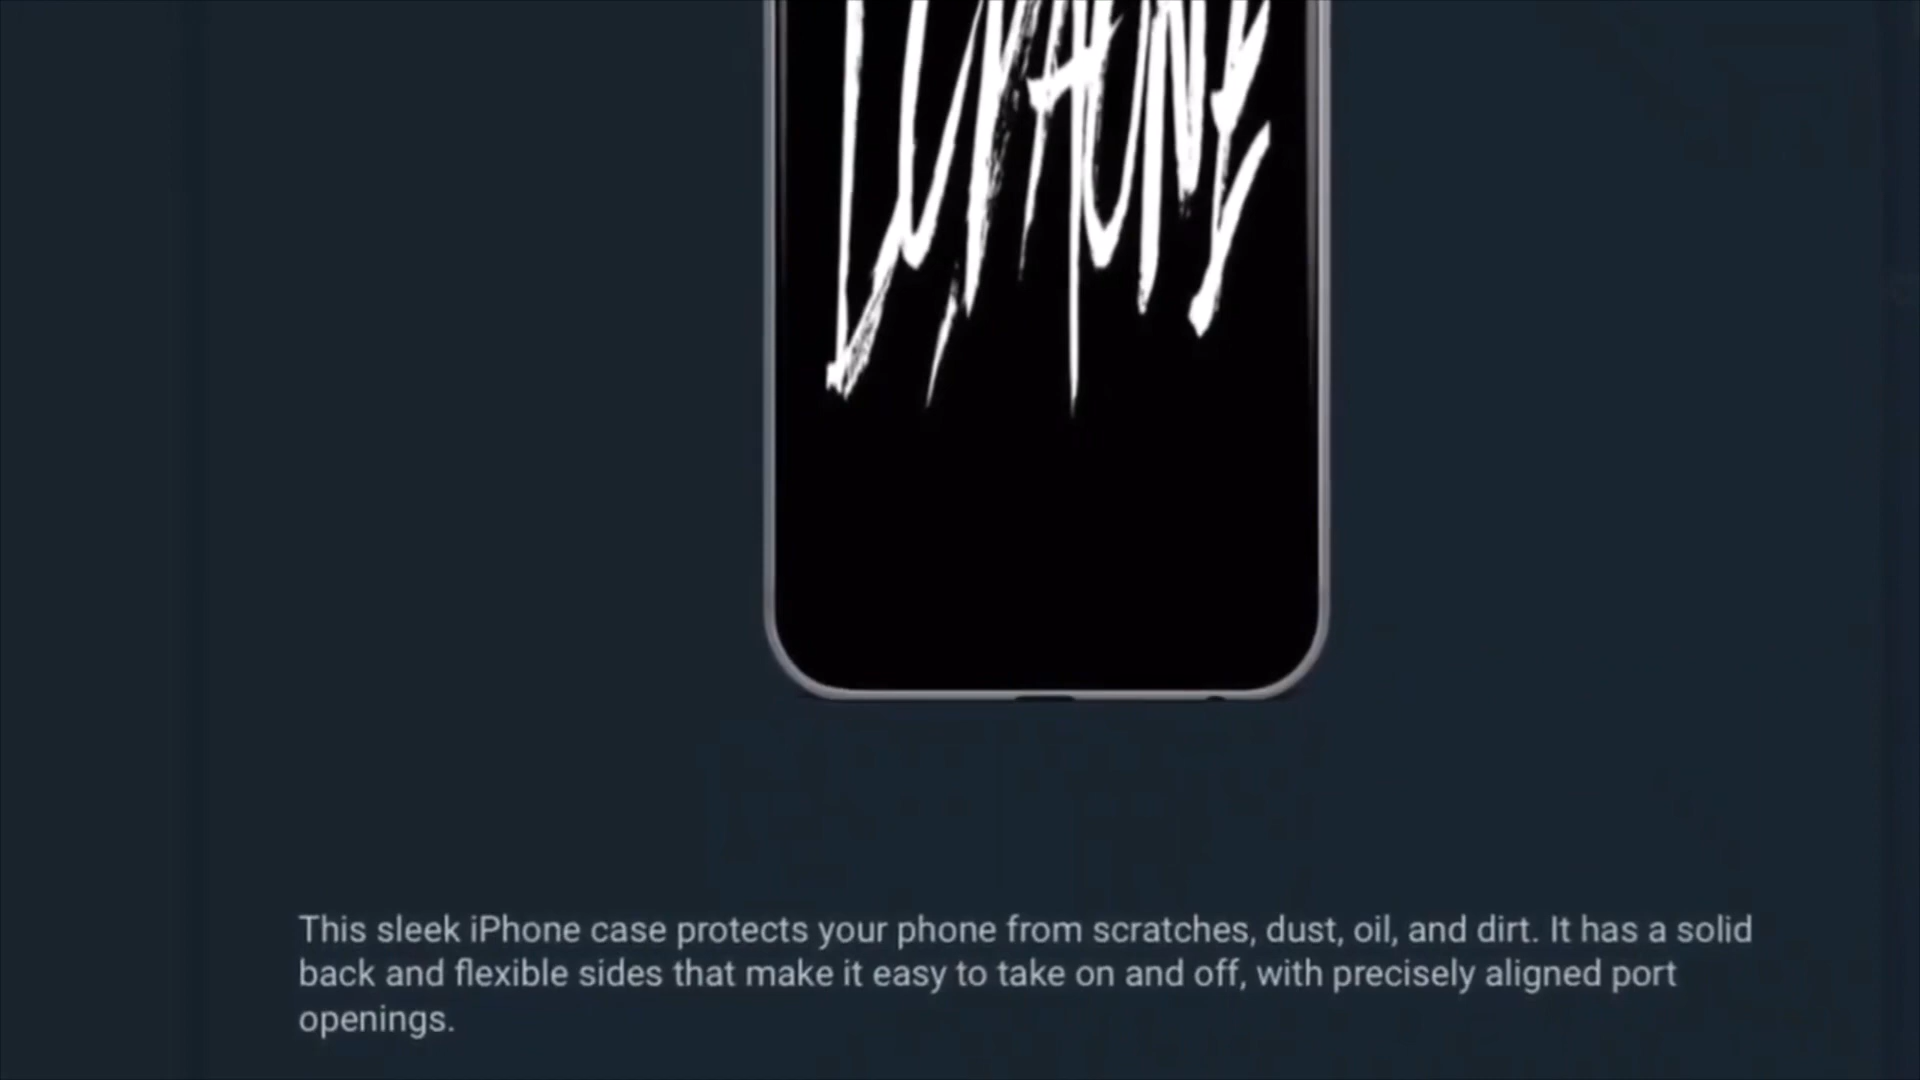 This sleek iPhone case protects your phone from scratches, dust, oil, and dirt. It has a solid
back and flexible sides that make it easy to take on and off, with precisely aligned port
openings.